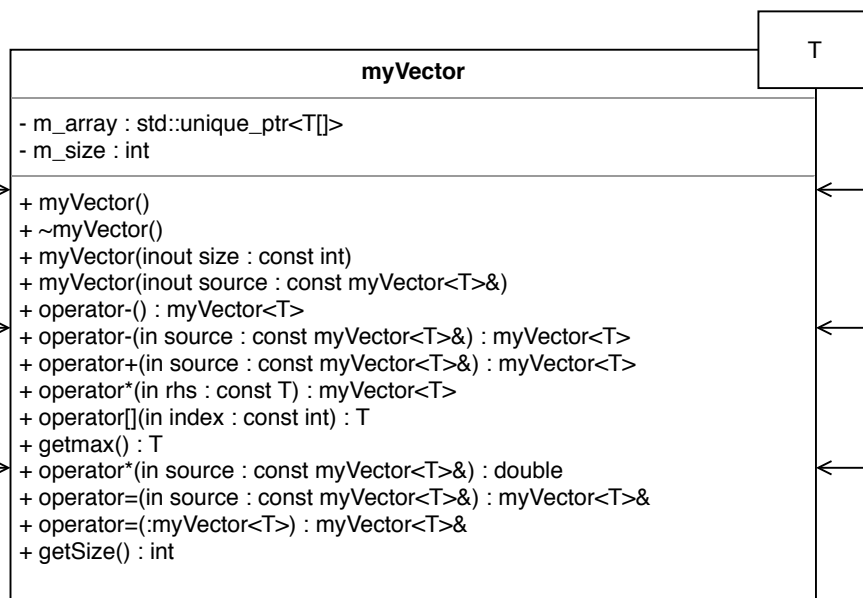 T
myVector
- m_array : std::unique_ptr<T[]>
- m_size : int
+ myVector()
+ ~myVector()
+ myVector(inout size : const int)
+ myVector(inout source : const myVector<T>&)
+ operator-() : myVector<T>
+ operator-(in source : const myVector<T>&) : myVector<T>
+ operator+(in source : const myVector<T>&) : myVector<T>
+ operator*(in rhs : const T) : myVector<T>
+ operator[](in index : const int) : T
+ getmax() : T
+ operator*(in source : const myVector<T>&) : double
+ operator=(in source : const myVector<T>&) : myVector<T>&
+ operator=(:myVector<T>) : myVector<T>&
+ getSize() : int